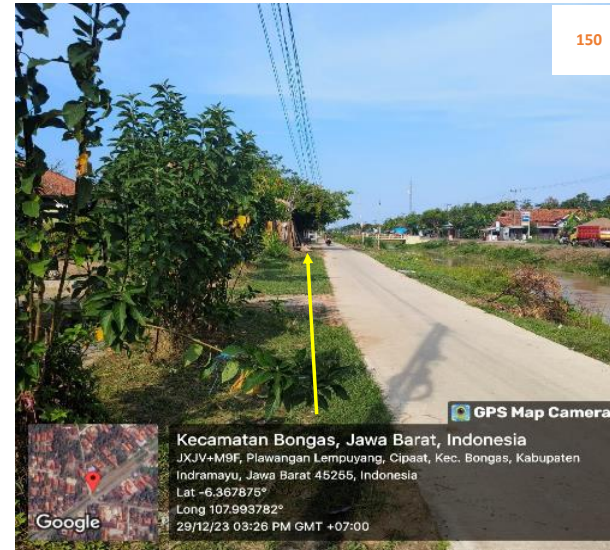 150
GPS Map Camera
Kecamatan Bongas, Jawa Barat, Indonesia
JXJV+M9F, Plawangan Lempuyang, Cipaat, Kec. Bongas, Kabupaten
Indramayu, Jawa Barat 45255, Indonesia
Lat -6.367875°
Long 107.993782°
29/12/23 03:26 PM GMT +07:00
Google